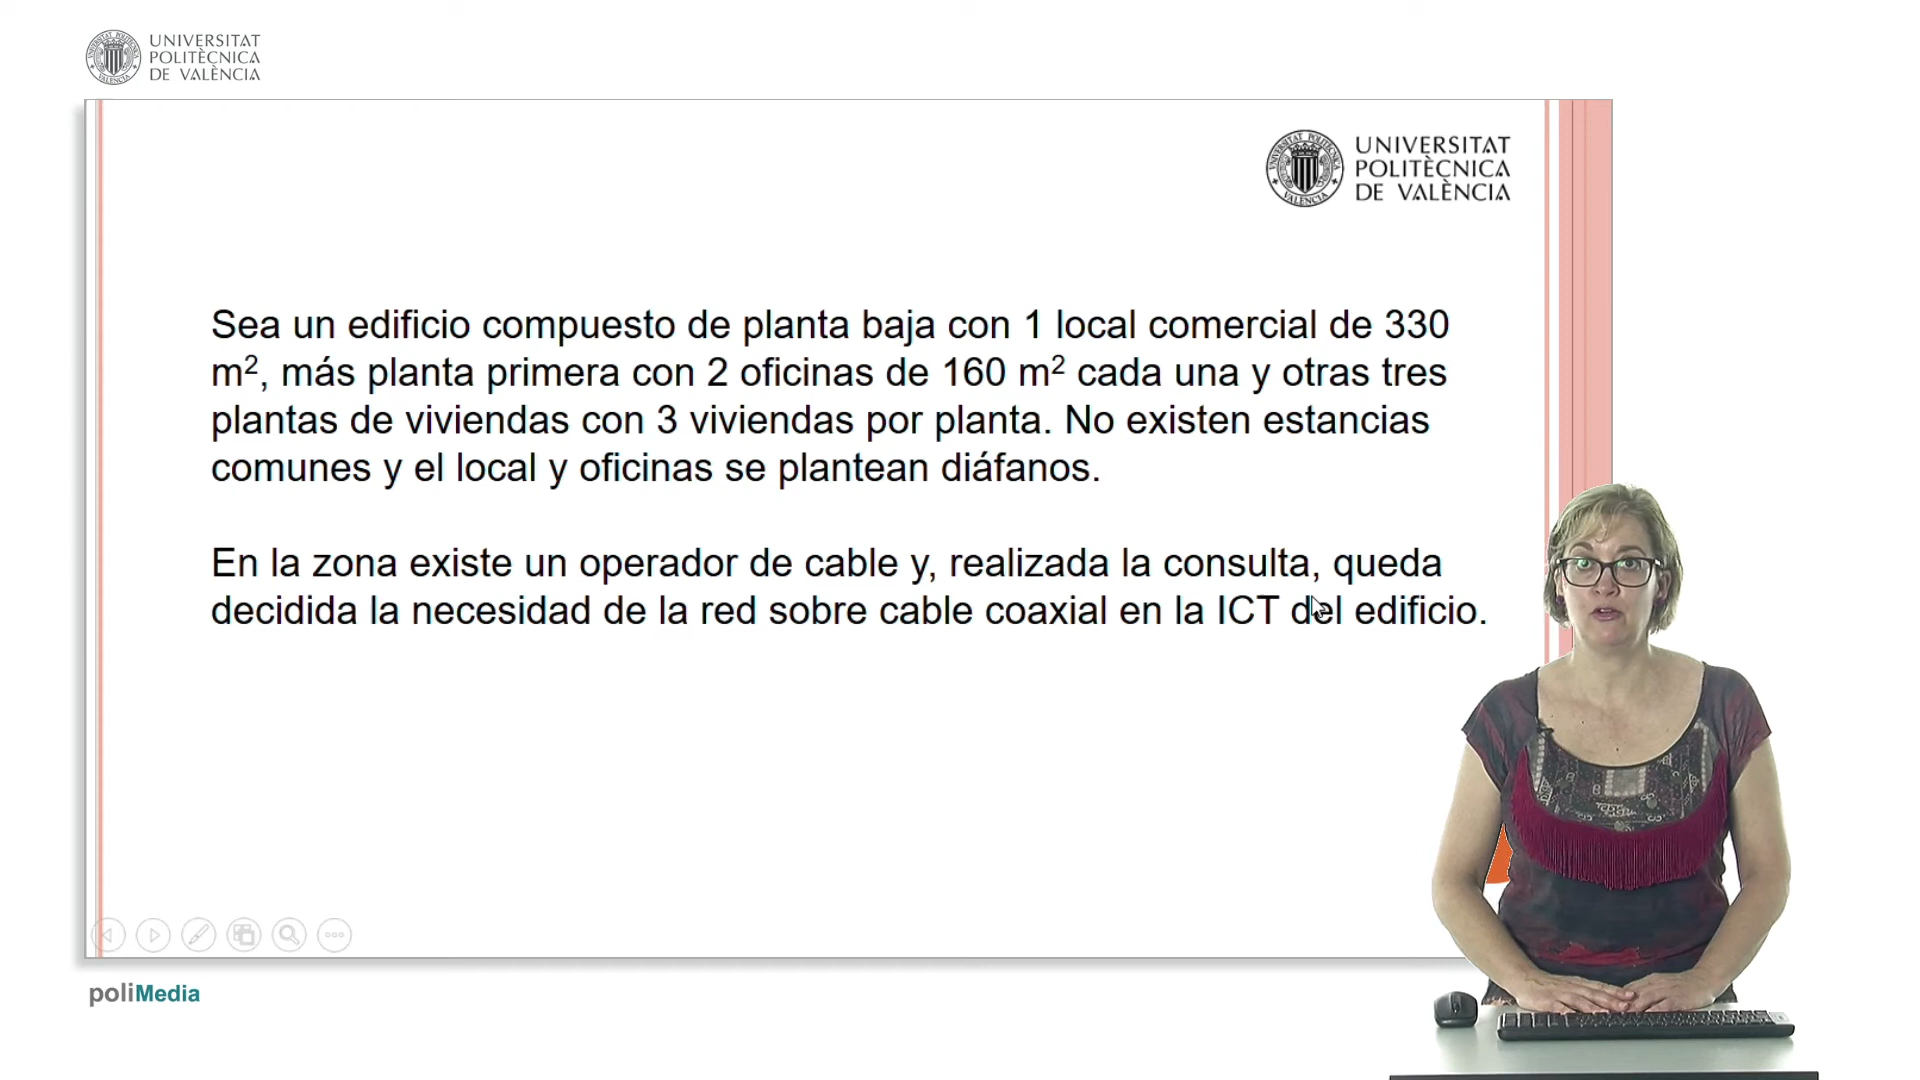 UNIVERSITAT
POLITÈCNICA
DE VALÈNCIA
UNIVERSITAT
POLITÈCNICA
DE VALÈNCIA
Sea un edificio compuesto de planta baja con 1 local comercial de 330
m², más planta primera con 2 oficinas de 160 m² cada una y otras tres
plantas de viviendas con 3 viviendas por planta. No existen estancias
comunes y el local y oficinas se plantean diáfanos.
En la zona existe un operador de cable y, realizada la consulta, queda
decidida la necesidad de la red sobre cable coaxial en la ICT del edificio.
poliMedia